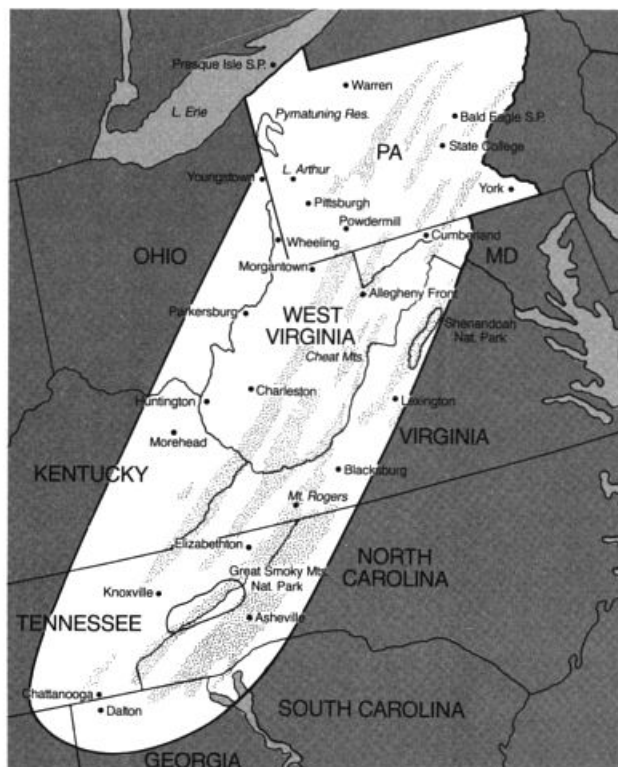 Presque Isle S.P.
Warren
L. Erie
Pymatuning Res.
Bald Eagle S.P.
PA
State College
Youngstown
L. Arthur
York
Pittsburgh
Powdermill
Wheeling
Cumberland
OHIO
MD
Morgantown
Allegheny Front
Parkersburg
WEST
VIRGINIA
Shenandoah
Nat. Park
Cheat Mts.
Charleston
Huntington
Lexington
Morehead
VIRGINIA
KENTUCKY
Blacksburg
Mt. Rogers
Elizabethton
NORTH
CAROLINA
Great Smoky Mts.
Nat. Park
Knoxville
TENNESSEE
Asheville
Chattanooga
Dalton
SOUTH CAROLINA
GEORGIA